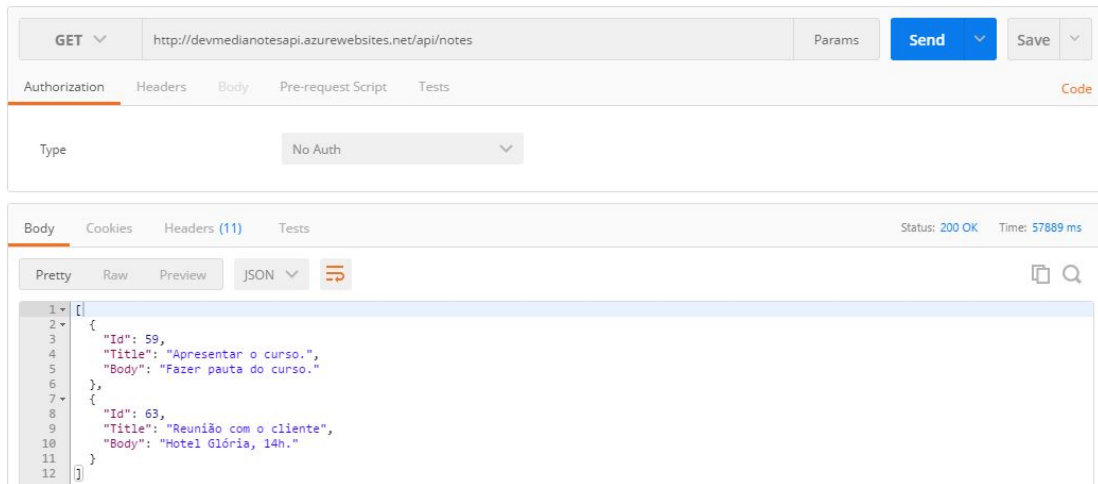 GET http://devmedianotesapi.azurewebsites.net/api/notes Params Send Save
Authorization Headers Body Pre-request Script Tests Code
Type No Auth
Body Cookies Headers (11) Tests Status: 200 OK Time: 57889 ms
Pretty Raw Preview JSON
1 [
2 {
3 "Id": 59,
4 "Title": "Apresentar o curso.",
5 "Body": "Fazer pauta do curso."
6 },
7 {
8 "Id": 63,
9 "Title": "Reunião com o cliente",
10 "Body": "Hotel Glória, 14h."
11 }
12 ]